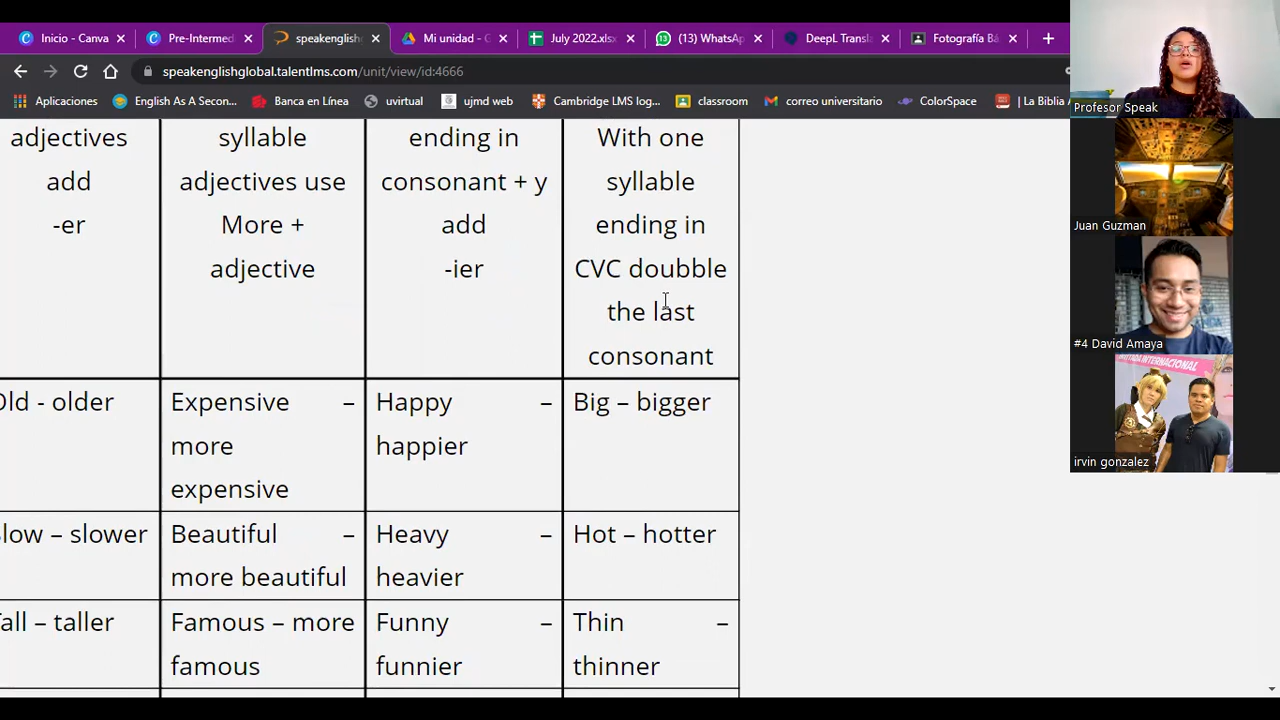 Inicio - Canva
Pre-Intermed
speakenglish
Mi unidad - G
July 2022.xlsx
(13) WhatsAp
DeepL Transla
Fotografía Bá
speakenglishglobal.talentlms.com/unit/view/id:4666
Aplicaciones
English As A Secon...
Banca en Línea
uvirtual
ujmd web
Cambridge LMS log...
classroom
correo universitario
ColorSpace
| La Biblia A
Profesor Speak
Juan Guzman
#4 David Amaya
INVITADA INTERNACIONAL
irvin gonzalez
adjectives
add
-er
syllable
adjectives use
More +
adjective
ending in
consonant + y
add
-ier
With one
syllable
ending in
CVC doubble
the last
consonant
Old - older
Expensive –
more
expensive
Happy –
happier
Big – bigger
Slow – slower
Beautiful –
more beautiful
Heavy –
heavier
Hot – hotter
Tall – taller
Famous – more
famous
Funny –
funnier
Thin –
thinner